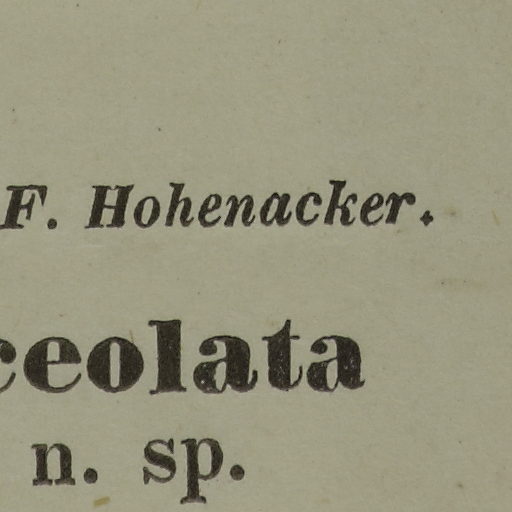 F. Hohenacker.
ceolata
n. sp.